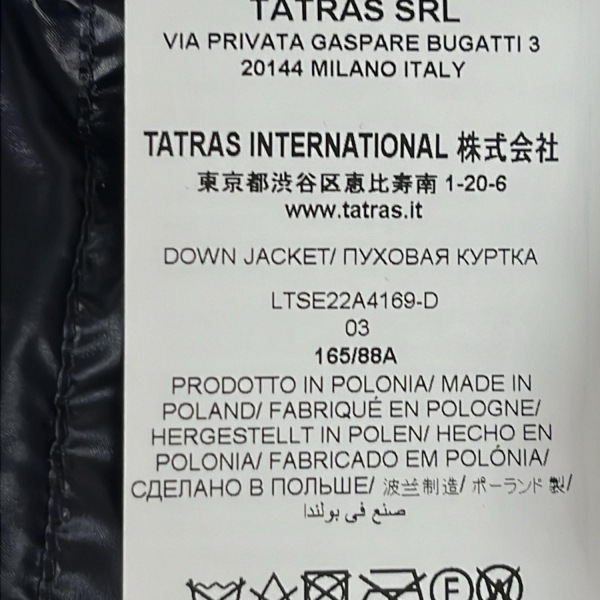 TATRAS SRL
VIA PRIVATA GASPARE BUGATTI 3
20144 MILANO ITALY
TATRAS INTERNATIONAL 株式会社
東京都渋谷区恵比寿南 1-20-6
www.tatras.it
DOWN JACKET/ ПУХОВАЯ КУРТКА
LTSE22A4169-D
03
165/88A
PRODOTTO IN POLONIA/ MADE IN
POLAND/ FABRIQUÉ EN POLOGNE/
HERGESTELLT IN POLEN/ HECHO EN
POLONIA/ FABRICADO EM POLÓNIA/
СДЕЛАНО В ПОЛЬШЕ/ 波兰制造/ ポーランド 製/
صنع في بولندا
F W